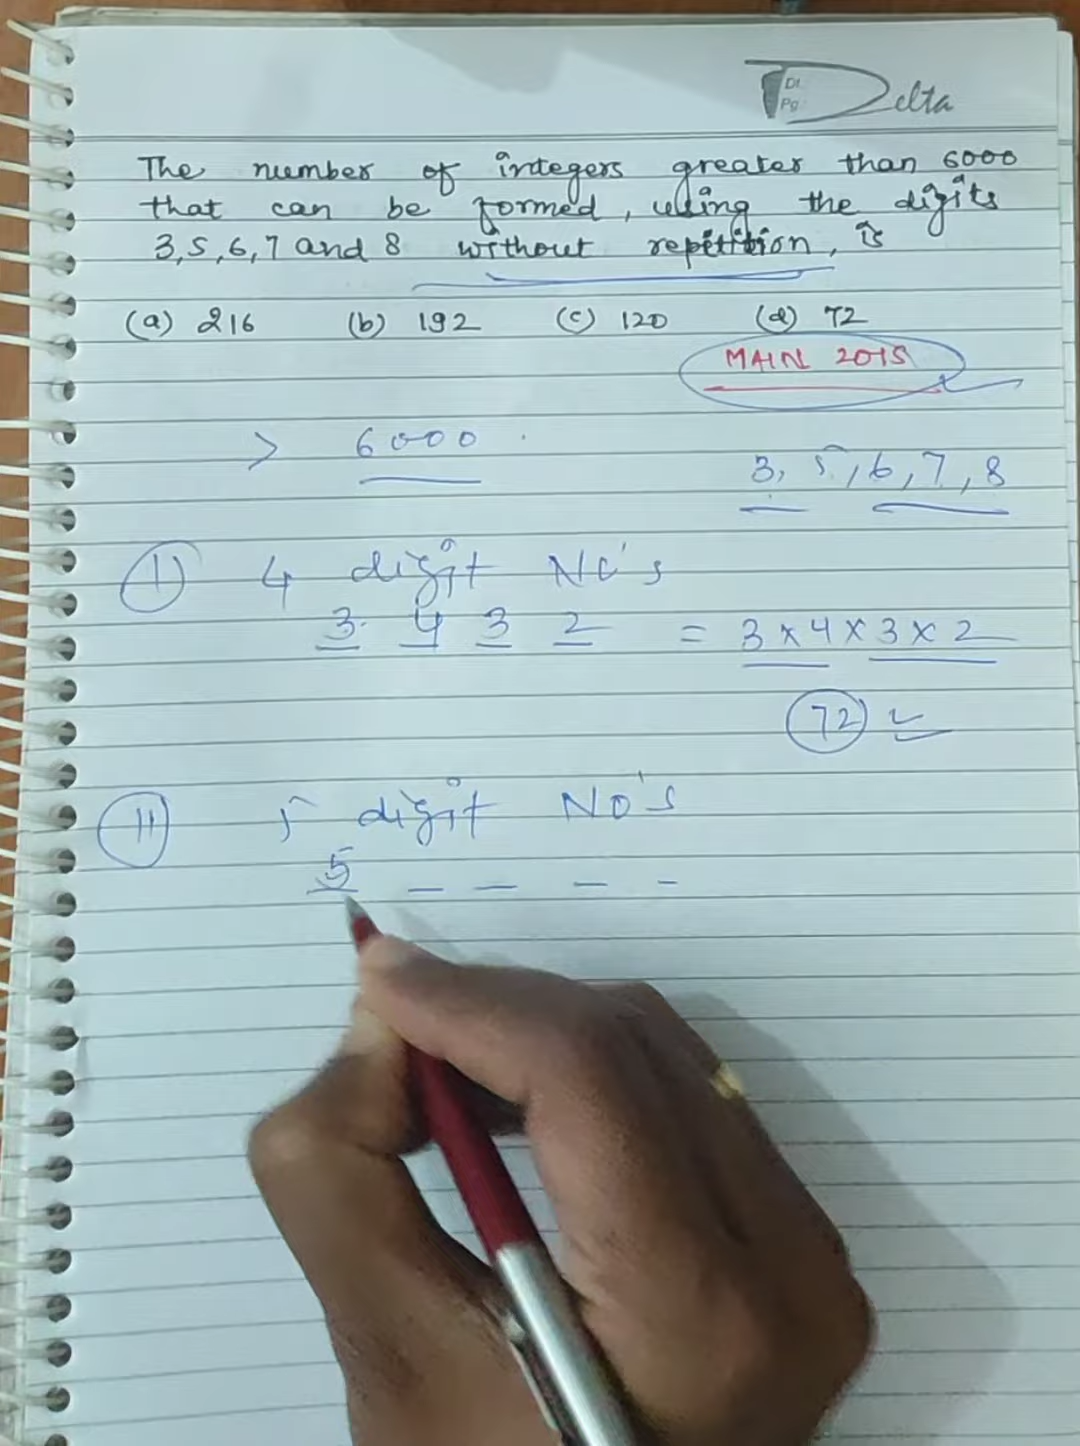 Dt.
Pg.
Delta
The number of integers greater than 6000
that can be formed, using the digits
3,5,6,7 and 8 without repetition, is
(a) 216 (b) 192 (c) 120 (d) 72
MAIN 2015
> 6000
3, 5, 6, 7, 8
I 4 digit No's
3 4 3 2 = 3 x 4 x 3 x 2
72
II 5 digit No's
5 _ _ _ _